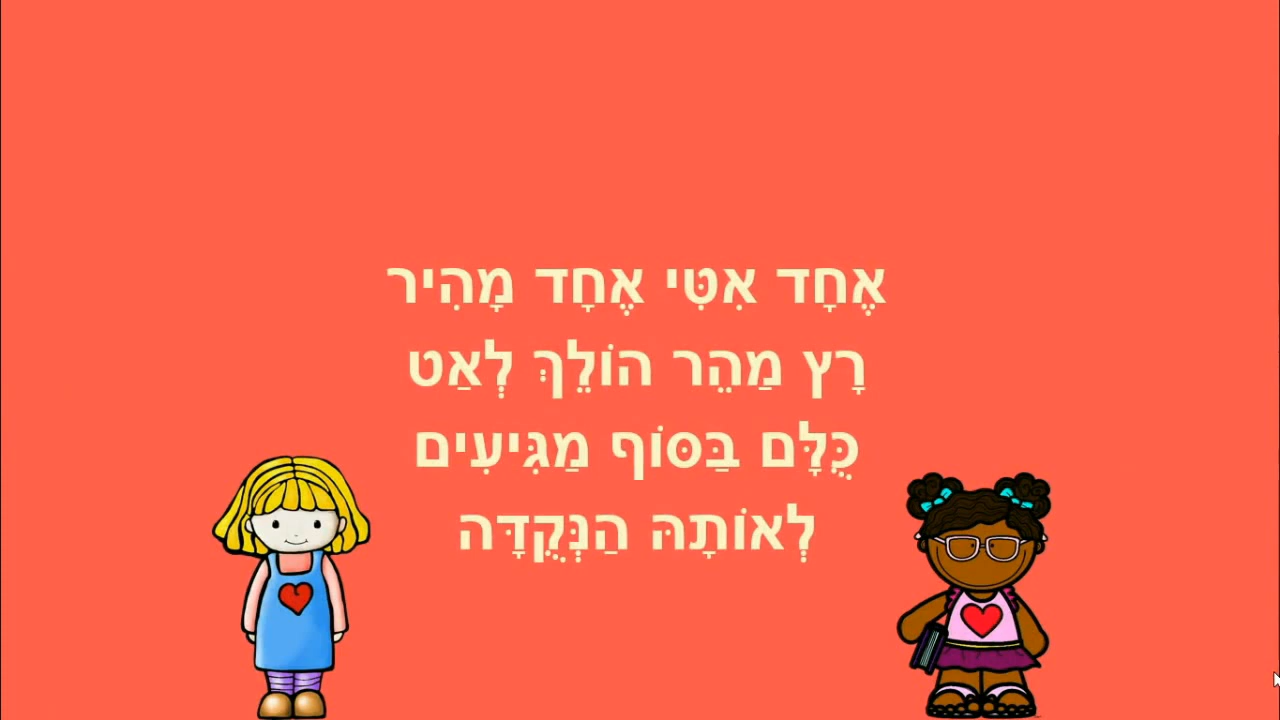 אֶחָד אִטִּי אֶחָד מָהִיר
רָץ מַהֵר הוֹלֵךְ לְאַט
כֻּלָּם בַּסּוֹף מַגִּיעִים
לְאוֹתָהּ הַנְּקֻדָּה